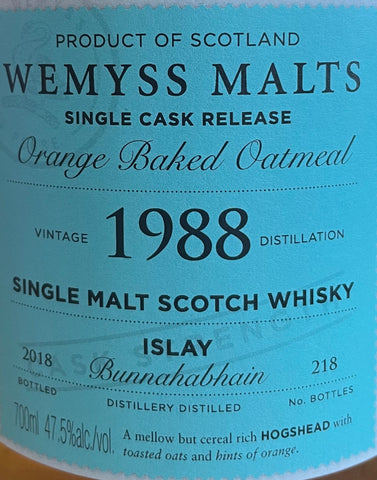 PRODUCT OF SCOTLAND
WEMYSS MALTS
SINGLE CASK RELEASE
Orange Baked Oatmeal
VINTAGE 1988 DISTILLATION
SINGLE MALT SCOTCH WHISKY
ISLAY
2018 Bunnahabhain 218
BOTTLED DISTILLERY DISTILLED No. BOTTLES
700ml 47.5%alc./vol.
A mellow but cereal rich HOGSHEAD with
toasted oats and hints of orange.